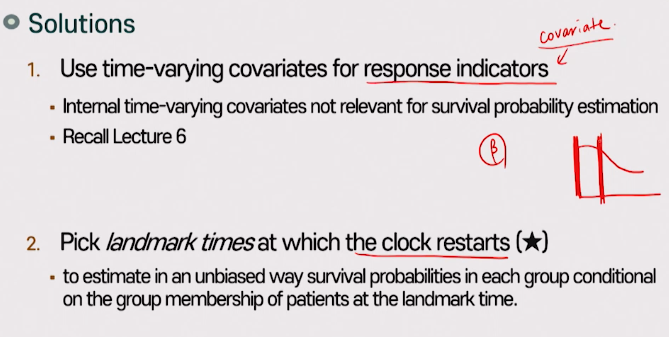 Solutions
covariate.
1. Use time-varying covariates for response indicators
▪ Internal time-varying covariates not relevant for survival probability estimation
▪ Recall Lecture 6
β
2. Pick landmark times at which the clock restarts (★)
▪ to estimate in an unbiased way survival probabilities in each group conditional
on the group membership of patients at the landmark time.